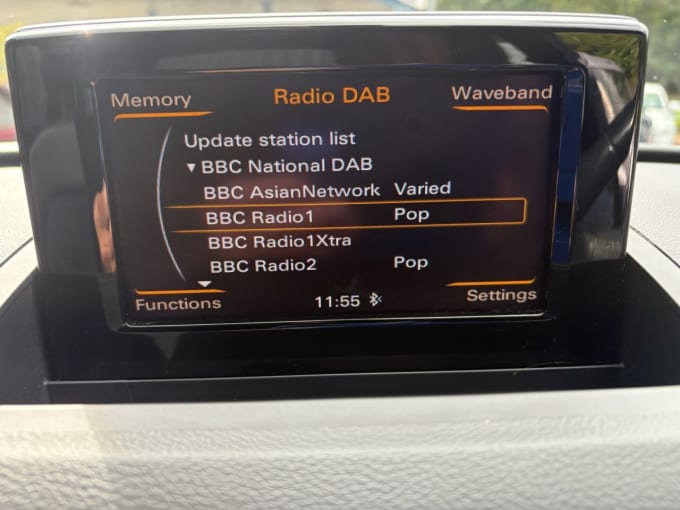 Memory Radio DAB Waveband
Update station list
▼ BBC National DAB
BBC AsianNetwork Varied
BBC Radio1 Pop
BBC Radio1Xtra
BBC Radio2 Pop
Functions 11:55 Settings